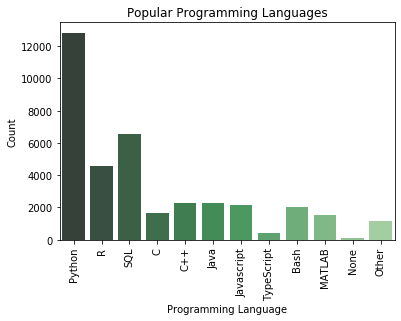 Popular Programming Languages
12000
10000
8000
6000
4000
2000
0
Count
Python
R
SQL
C
C++
Java
Javascript
TypeScript
Bash
MATLAB
None
Other
Programming Language